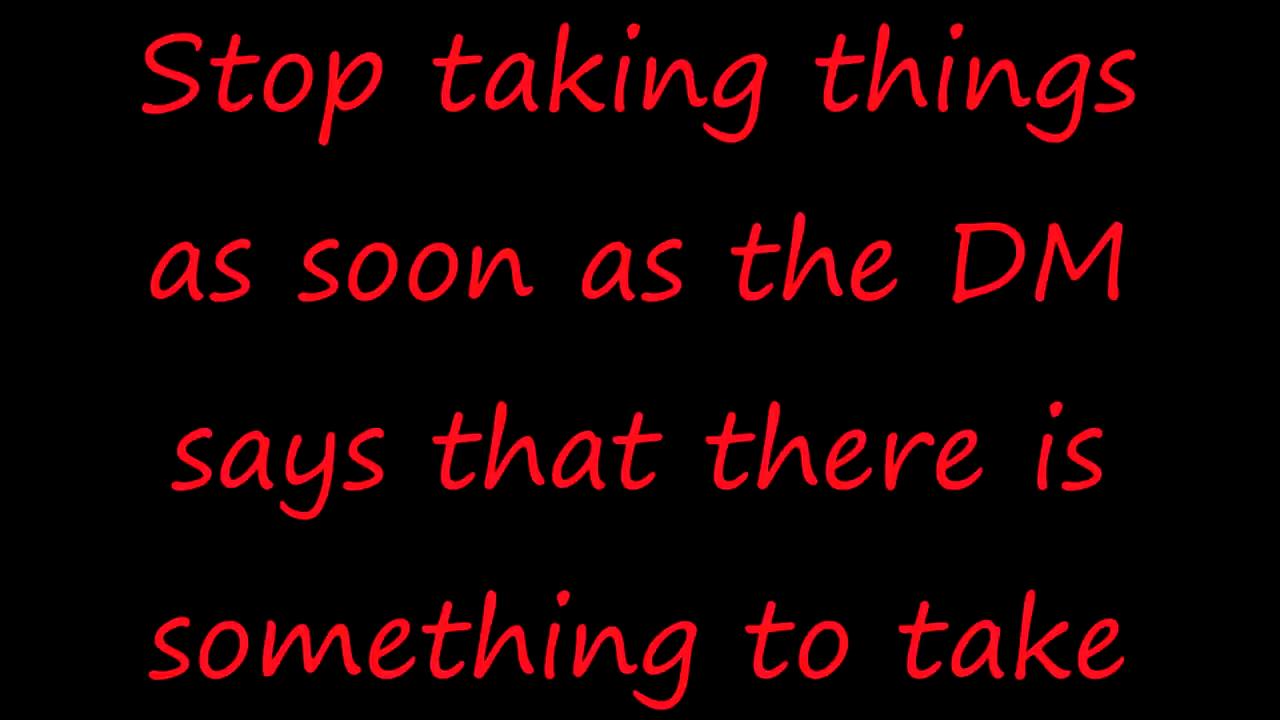 Stop taking things
as soon as the DM
says that there is
something to take